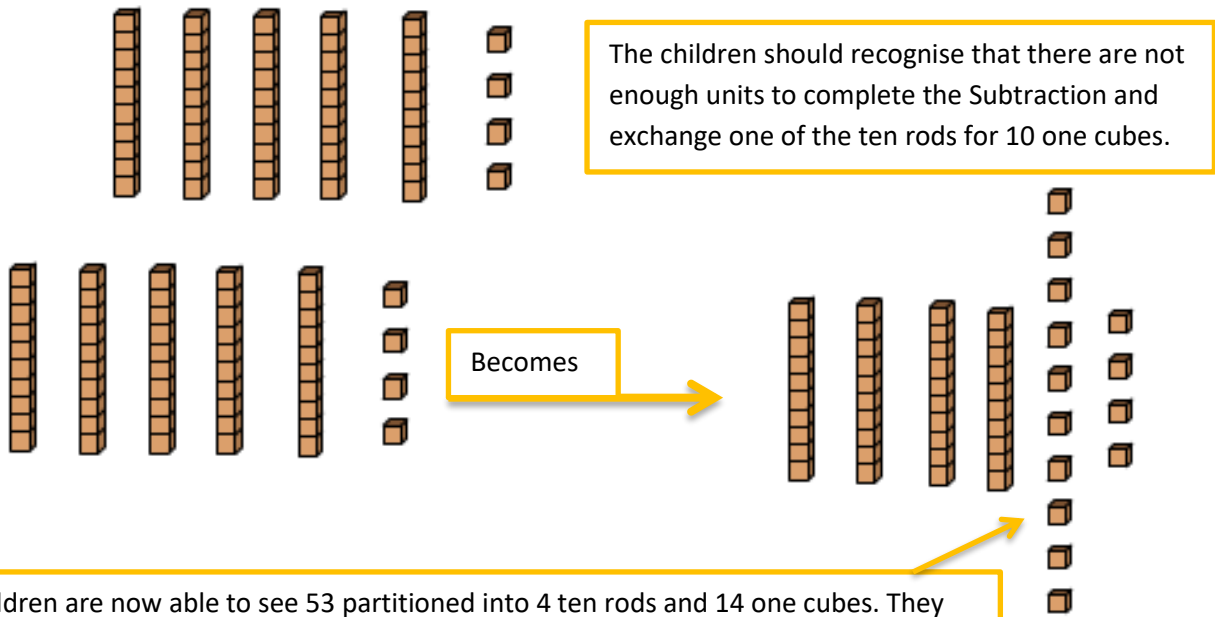 The children should recognise that there are not
enough units to complete the Subtraction and
exchange one of the ten rods for 10 one cubes.
Becomes
ldren are now able to see 53 partitioned into 4 ten rods and 14 one cubes. They